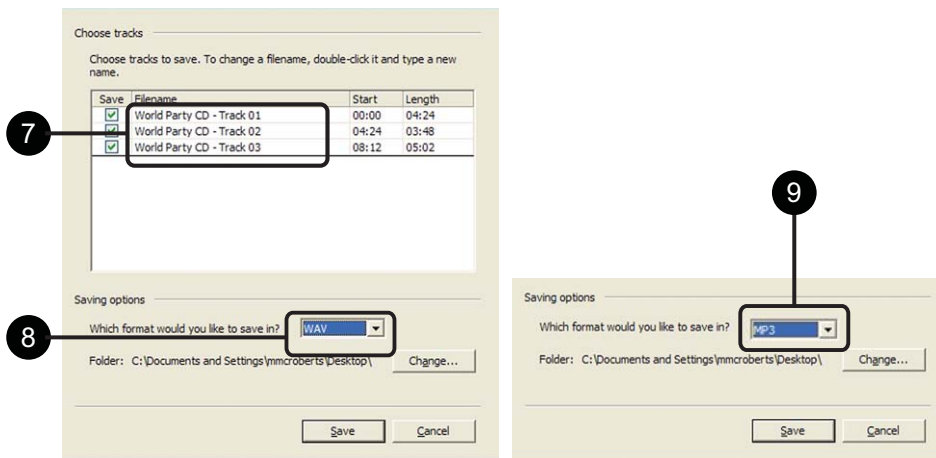 Choose tracks
Choose tracks to save. To change a filename, double-click it and type a new
name.
Save Filename Start Length
World Party CD - Track 01 00:00 04:24
World Party CD - Track 02 04:24 03:48
World Party CD - Track 03 08:12 05:02
7
Saving options
Which format would you like to save in? WAV
8
Folder: C:\Documents and Settings\mmcroberts\Desktop\ Change...
Save Cancel
9
Saving options
Which format would you like to save in? MP3
Folder: C:\Documents and Settings\mmcroberts\Desktop\ Change...
Save Cancel